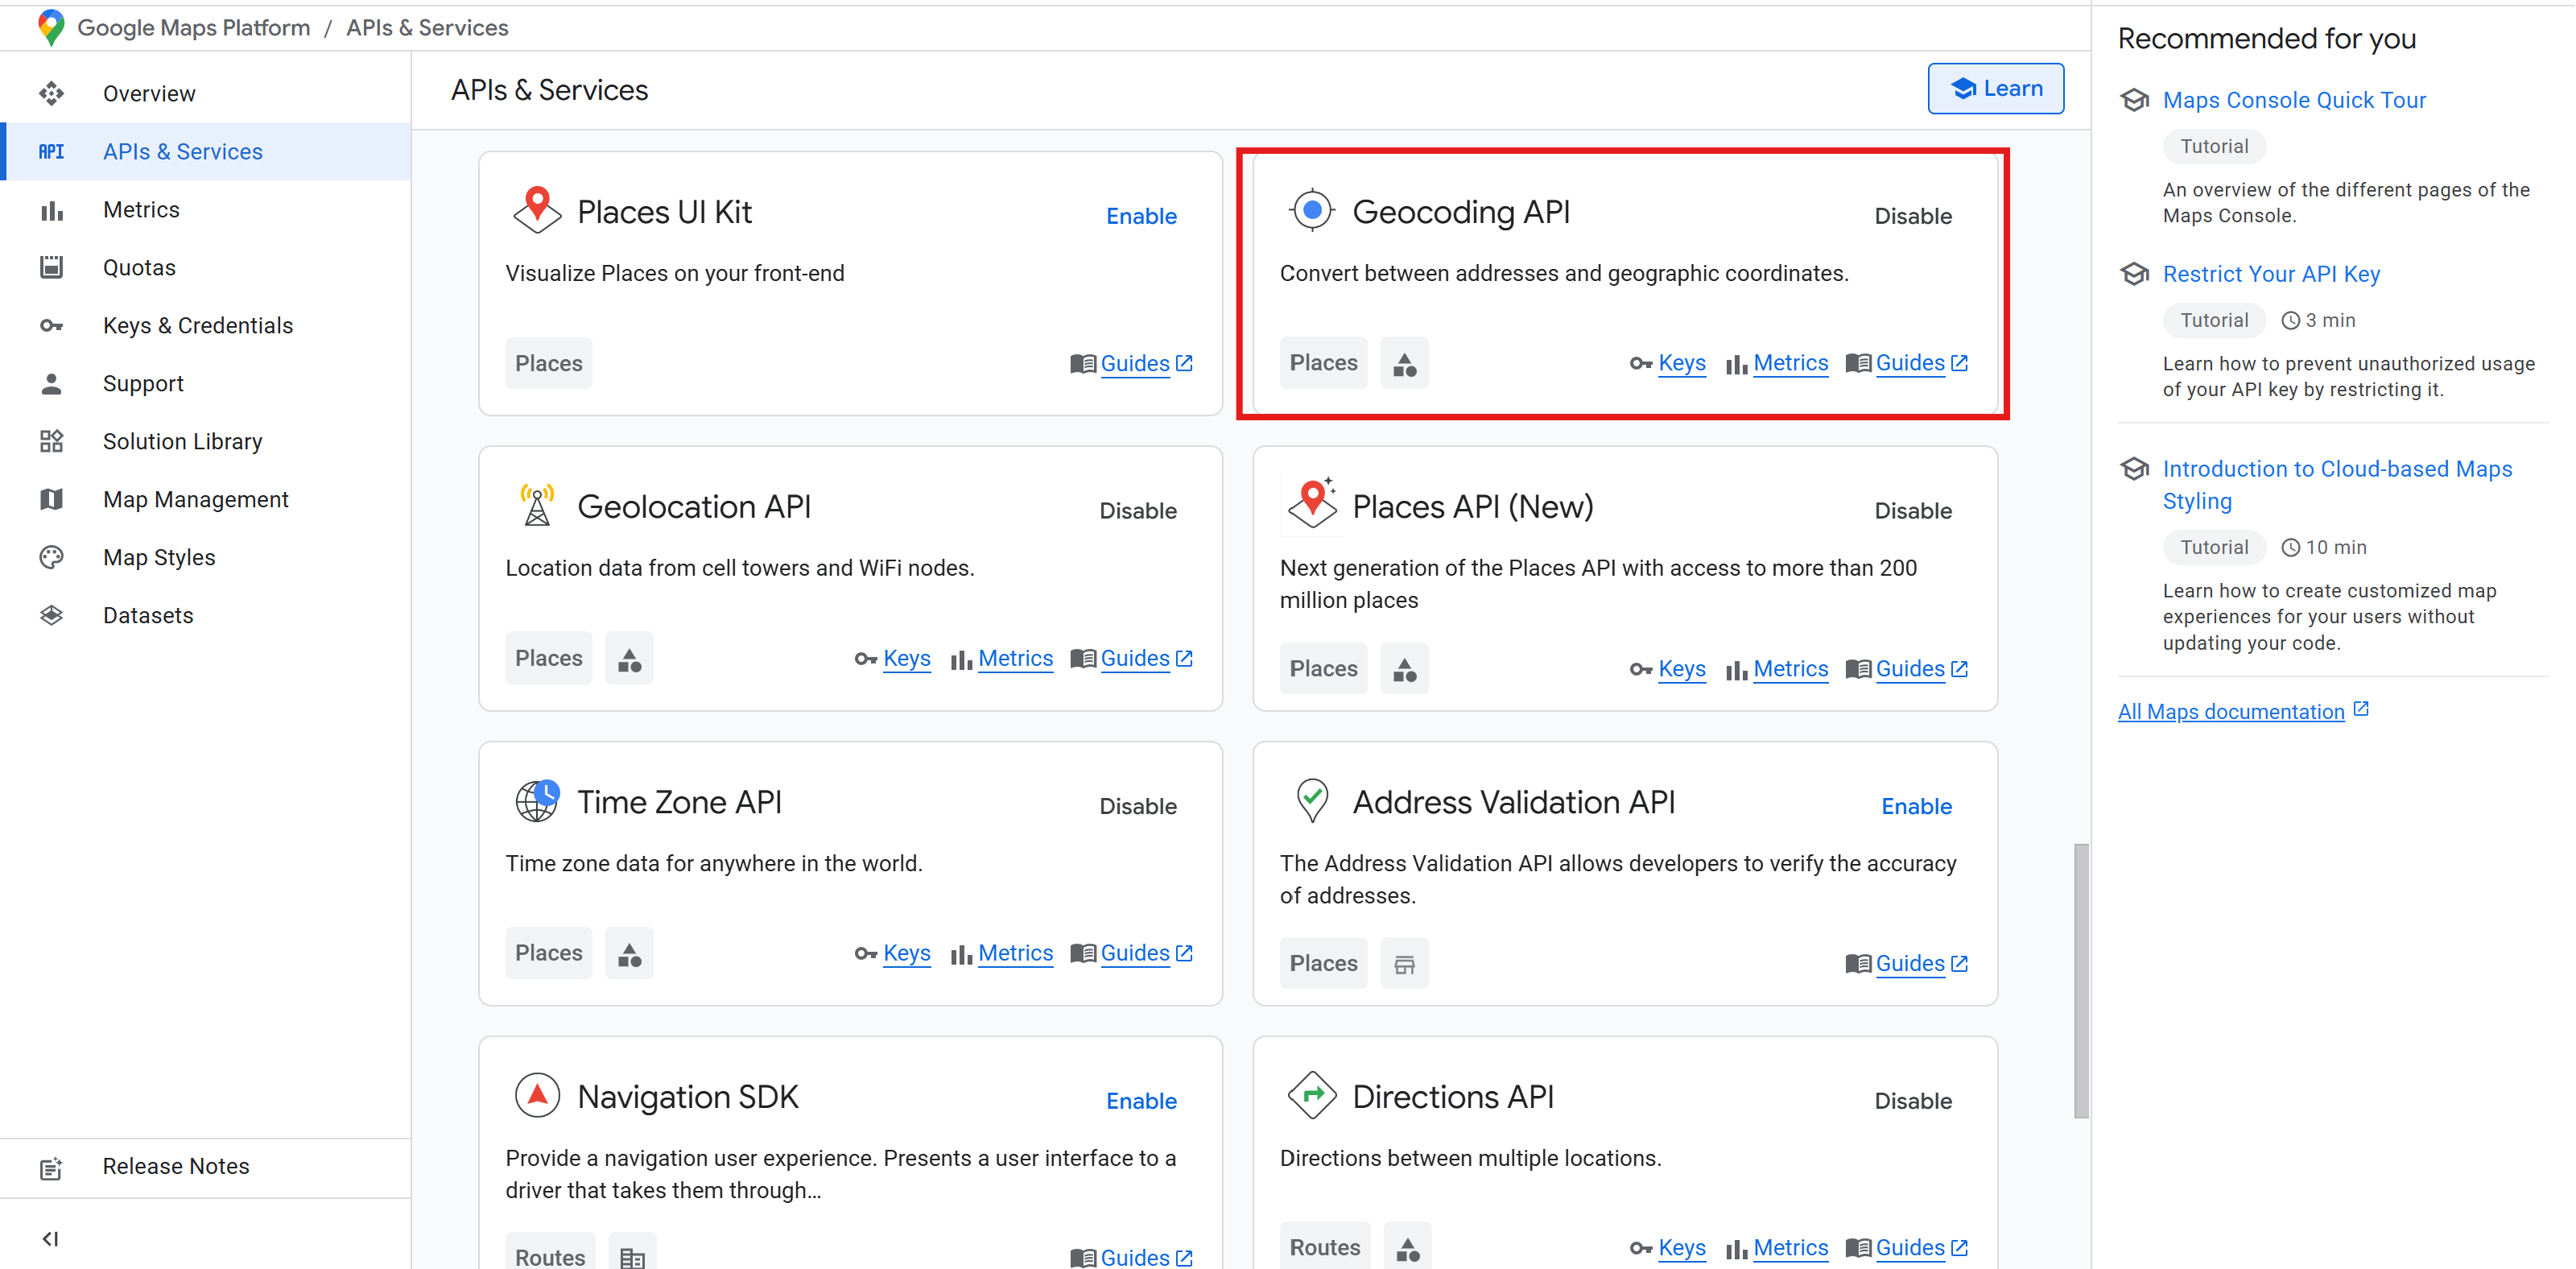 Google Maps Platform / APIs & Services
Overview
API APIs & Services
Metrics
Quotas
Keys & Credentials
Support
Solution Library
Map Management
Map Styles
Datasets
Release Notes
APIs & Services
Learn
Places UI Kit
Enable
Visualize Places on your front-end
Places
Guides
Geocoding API
Disable
Convert between addresses and geographic coordinates.
Places
Keys Metrics Guides
Geolocation API
Disable
Location data from cell towers and WiFi nodes.
Places
Keys Metrics Guides
Places API (New)
Disable
Next generation of the Places API with access to more than 200
million places
Places
Keys Metrics Guides
Time Zone API
Disable
Time zone data for anywhere in the world.
Places
Keys Metrics Guides
Address Validation API
Enable
The Address Validation API allows developers to verify the accuracy
of addresses.
Places
Guides
Navigation SDK
Enable
Provide a navigation user experience. Presents a user interface to a
driver that takes them through...
Routes
Guides
Directions API
Disable
Directions between multiple locations.
Routes
Keys Metrics Guides
Recommended for you
Maps Console Quick Tour
Tutorial
An overview of the different pages of the
Maps Console.
Restrict Your API Key
Tutorial 3 min
Learn how to prevent unauthorized usage
of your API key by restricting it.
Introduction to Cloud-based Maps
Styling
Tutorial 10 min
Learn how to create customized map
experiences for your users without
updating your code.
All Maps documentation